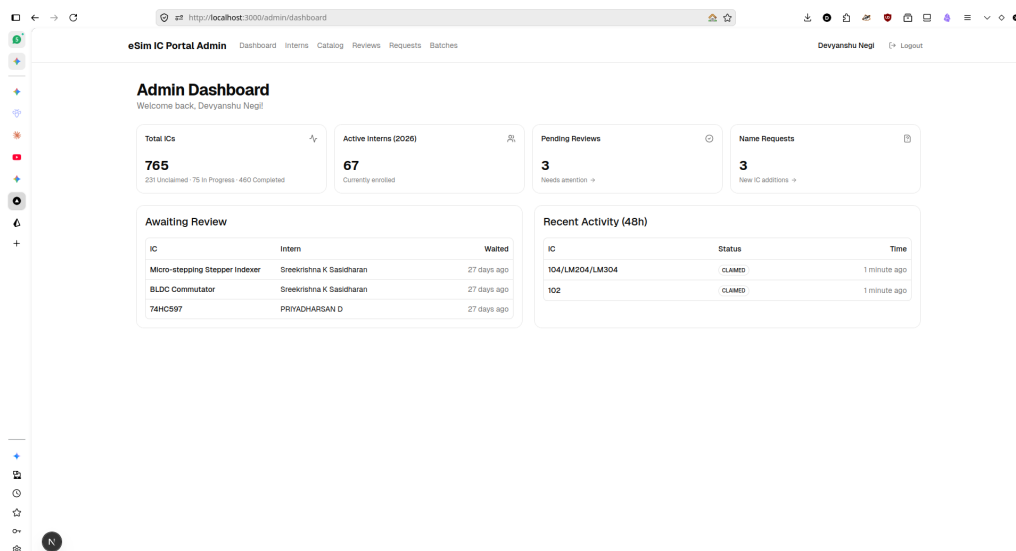 http://localhost:3000/admin/dashboard
eSim IC Portal Admin Dashboard Interns Catalog Reviews Requests Batches Devyanshu Negi Logout
Admin Dashboard
Welcome back, Devyanshu Negi!
Total ICs
765
231 Unclaimed · 75 In Progress · 460 Completed
Active Interns (2026)
67
Currently enrolled
Pending Reviews
3
Needs attention →
Name Requests
3
New IC additions →
Awaiting Review
IC Intern Waited
Micro-stepping Stepper Indexer Sreekrishna K Sasidharan 27 days ago
BLDC Commutator Sreekrishna K Sasidharan 27 days ago
74HC597 PRIYADHARSAN D 27 days ago
Recent Activity (48h)
IC Status Time
104/LM204/LM304 CLAIMED 1 minute ago
102 CLAIMED 1 minute ago
N